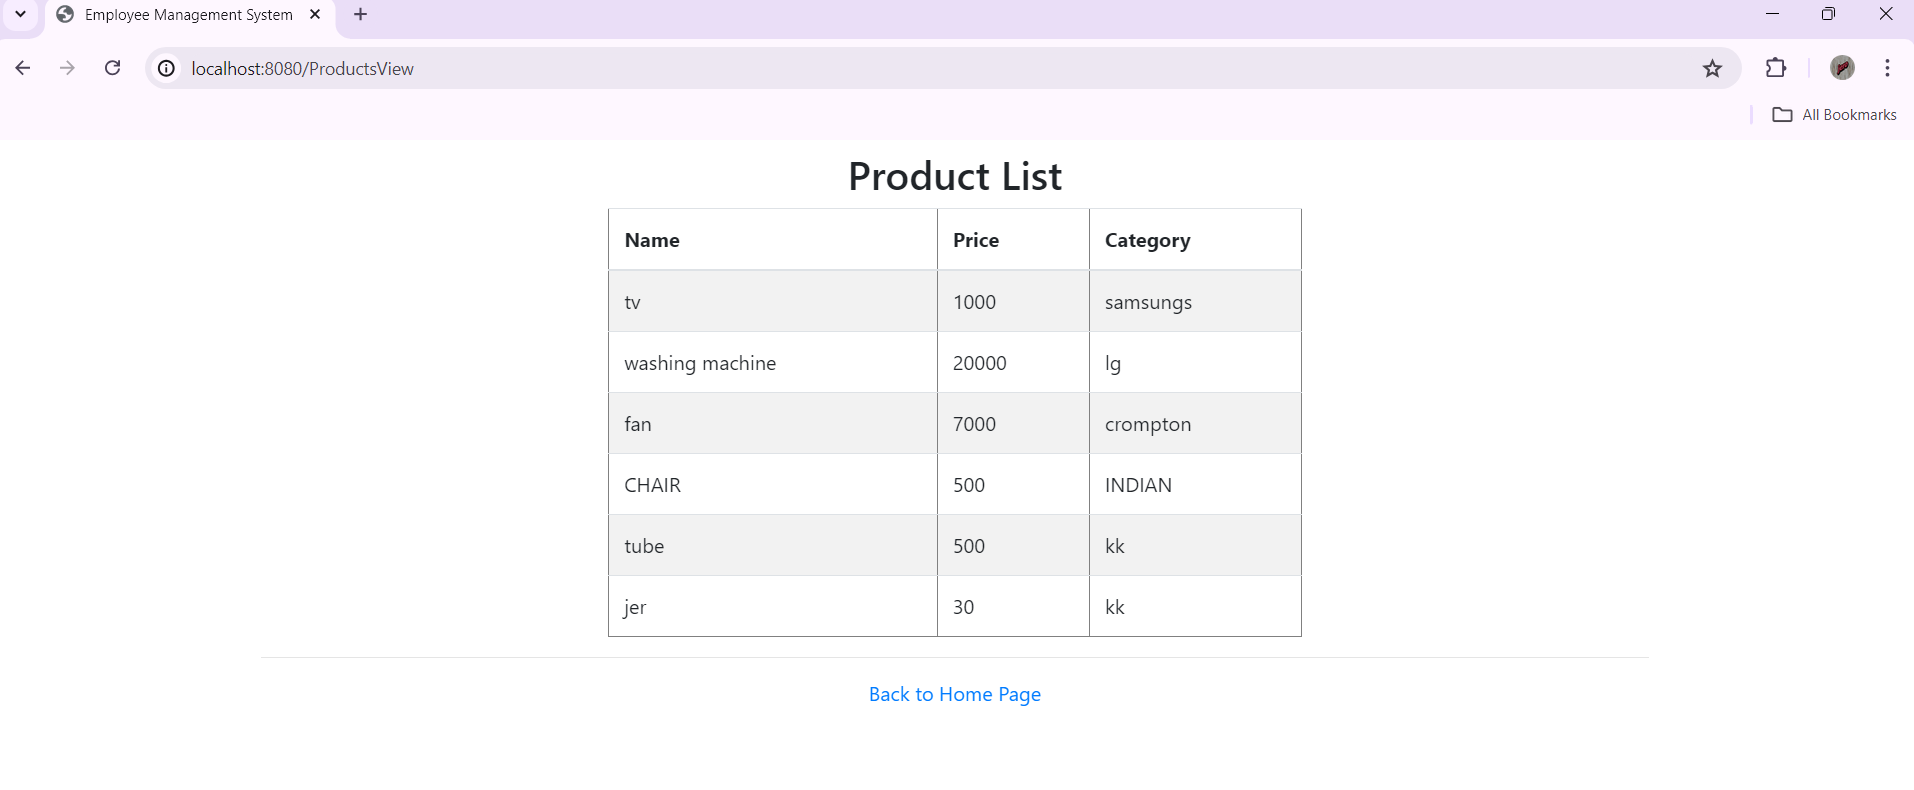 Employee Management System
localhost:8080/ProductsView
All Bookmarks
Product List
Name Price Category
tv 1000 samsungs
washing machine 20000 lg
fan 7000 crompton
CHAIR 500 INDIAN
tube 500 kk
jer 30 kk
Back to Home Page